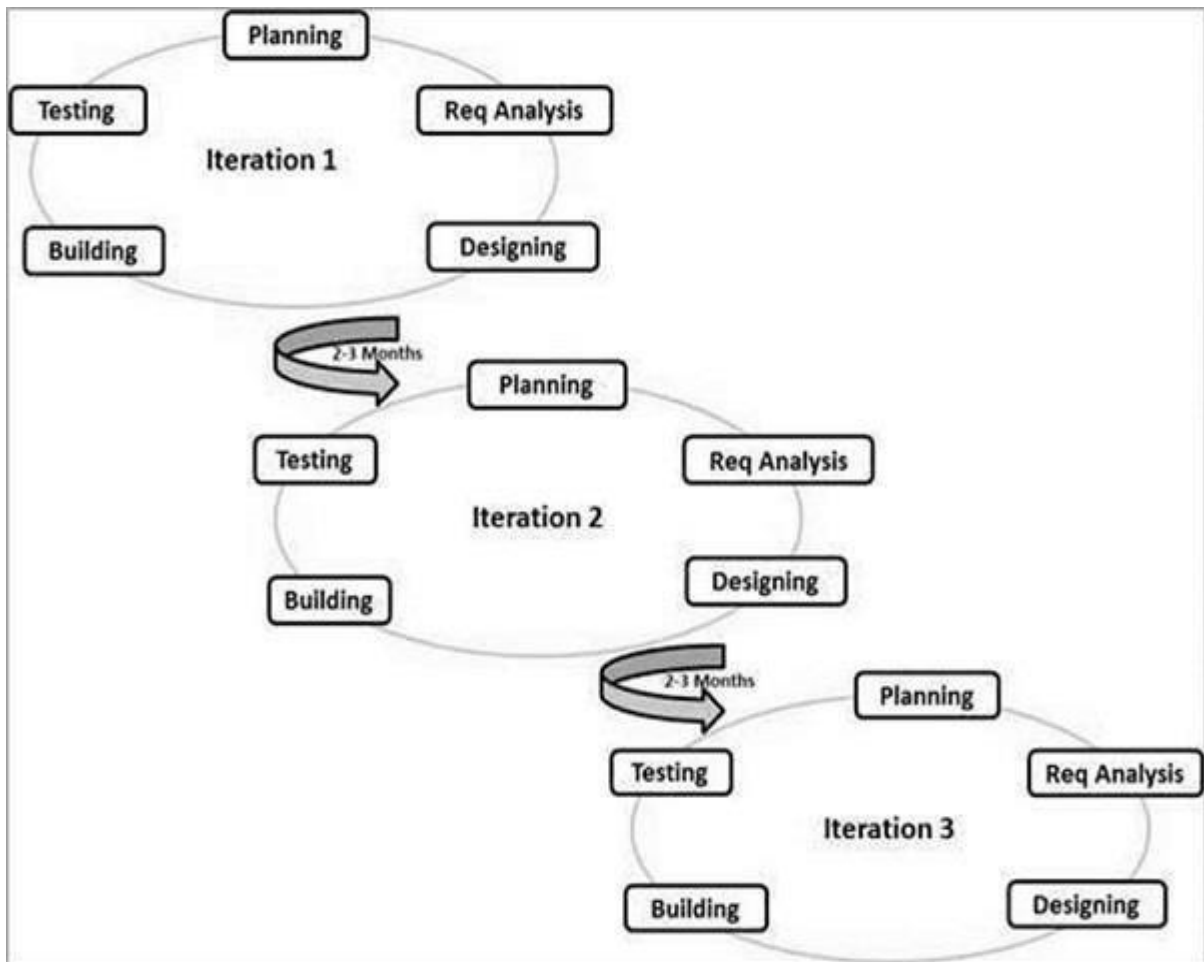 Planning
Testing
Req Analysis
Iteration 1
Building
Designing
2-3 Months
Planning
Testing
Req Analysis
Iteration 2
Building
Designing
2-3 Months
Planning
Testing
Req Analysis
Iteration 3
Building
Designing